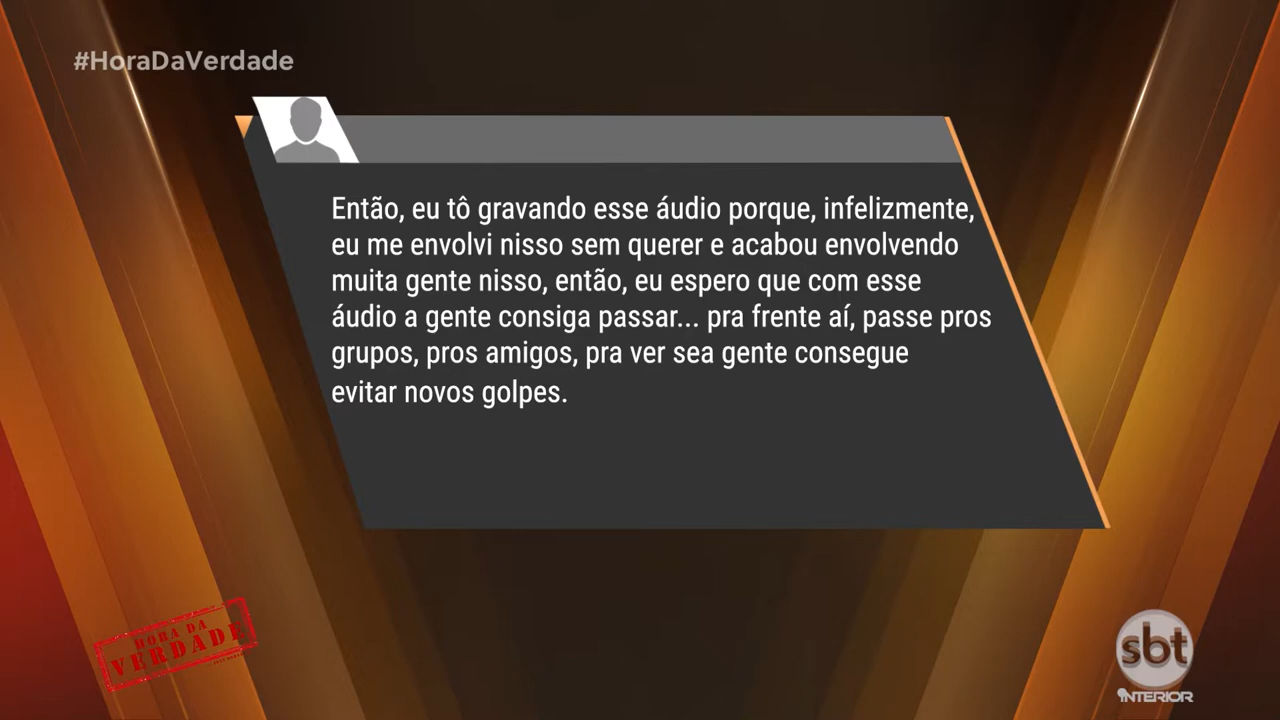 #HoraDaVerdade
Então, eu tô gravando esse áudio porque, infelizmente,
eu me envolvi nisso sem querer e acabou envolvendo
muita gente nisso, então, eu espero que com esse
áudio a gente consiga passar... pra frente aí, passe pros
grupos, pros amigos, pra ver sea gente consegue
evitar novos golpes.
HORA DA
VERDADE
sbt
INTERIOR